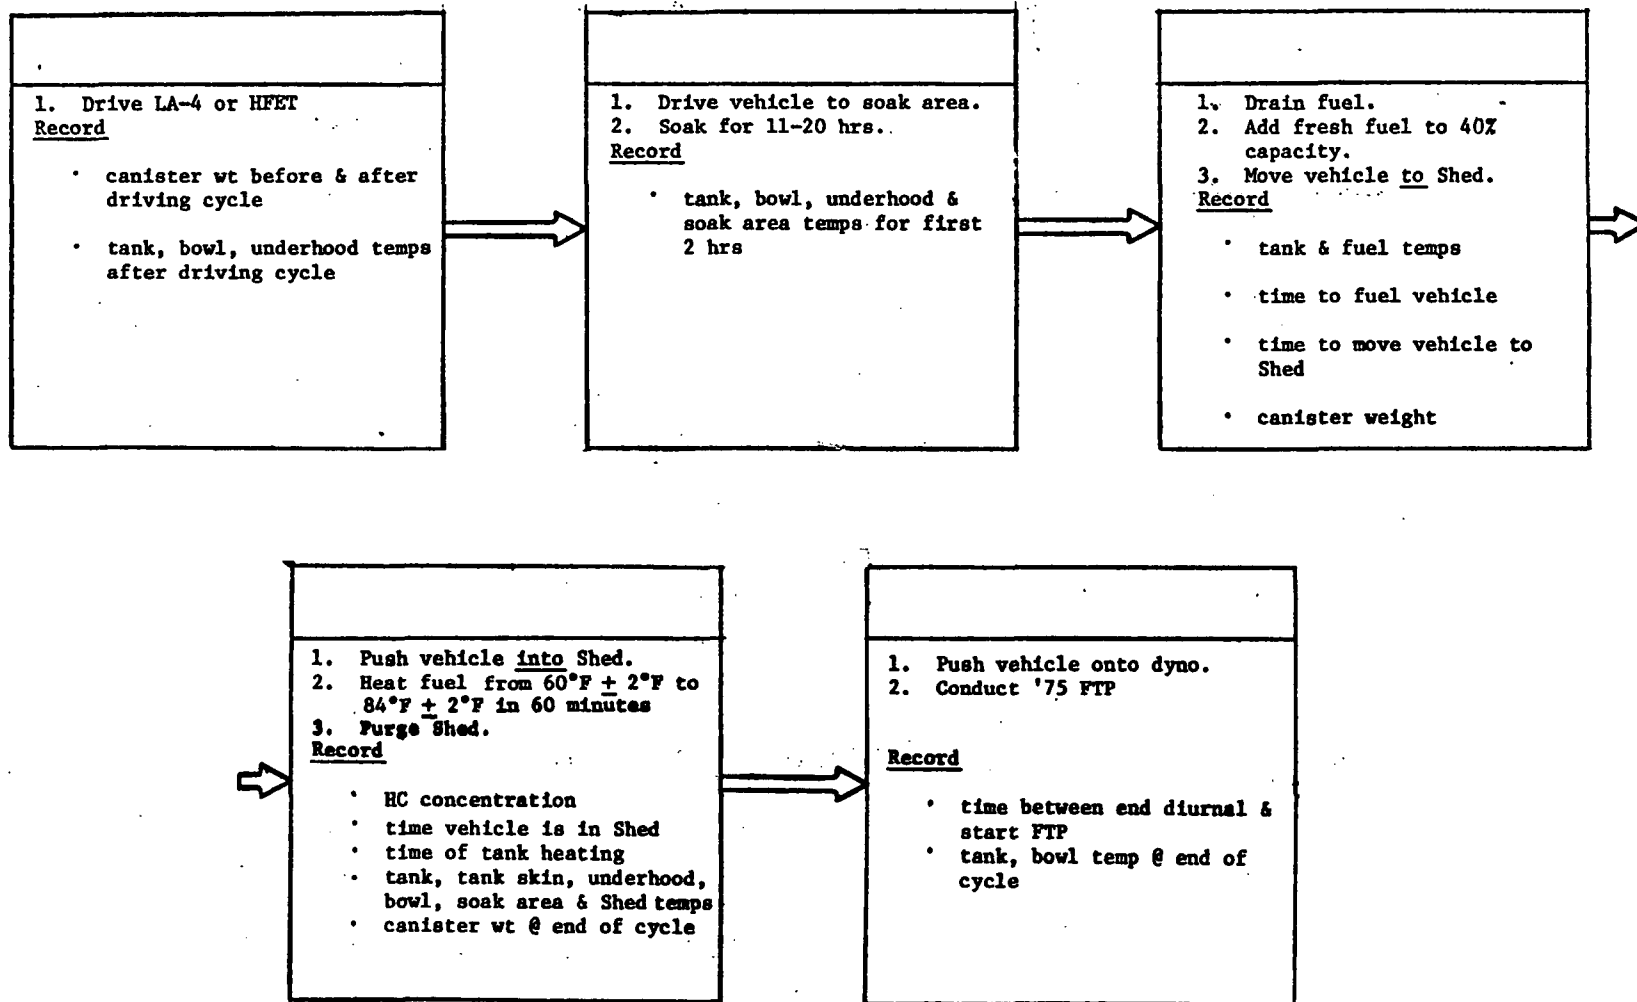 1. Drive LA-4 or HFET
Record
· canister wt before & after
driving cycle
· tank, bowl, underhood temps
after driving cycle
1. Drive vehicle to soak area.
2. Soak for 11-20 hrs.
Record
· tank, bowl, underhood &
soak area temps for first
2 hrs
1. Drain fuel.
2. Add fresh fuel to 40%
capacity.
3. Move vehicle to Shed.
Record
· tank & fuel temps
· time to fuel vehicle
· time to move vehicle to
Shed
· canister weight
1. Push vehicle into Shed.
2. Heat fuel from 60°F ± 2°F to
84°F ± 2°F in 60 minutes
3. Purge Shed.
Record
· HC concentration
· time vehicle is in Shed
· time of tank heating
· tank, tank skin, underhood,
bowl, soak area & Shed temps
· canister wt @ end of cycle
1. Push vehicle onto dyno.
2. Conduct '75 FTP
Record
· time between end diurnal &
start FTP
· tank, bowl temp @ end of
cycle